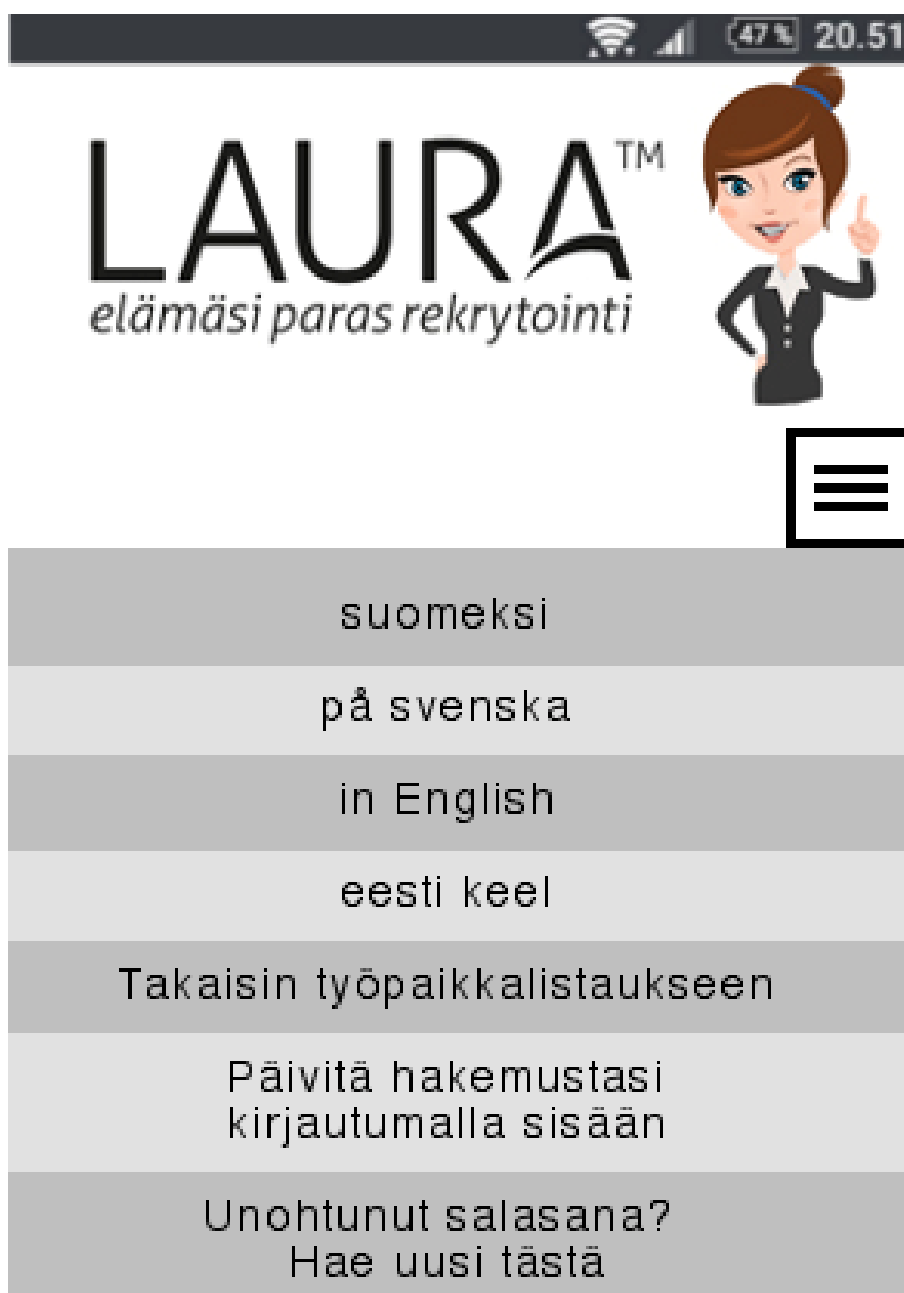 47% 20.51
LAURA™
elämäsi paras rekrytointi
suomeksi
på svenska
in English
eesti keel
Takaisin työpaikkalistaukseen
Päivitä hakemustasi
kirjautumalla sisään
Unohtunut salasana?
Hae uusi tästä